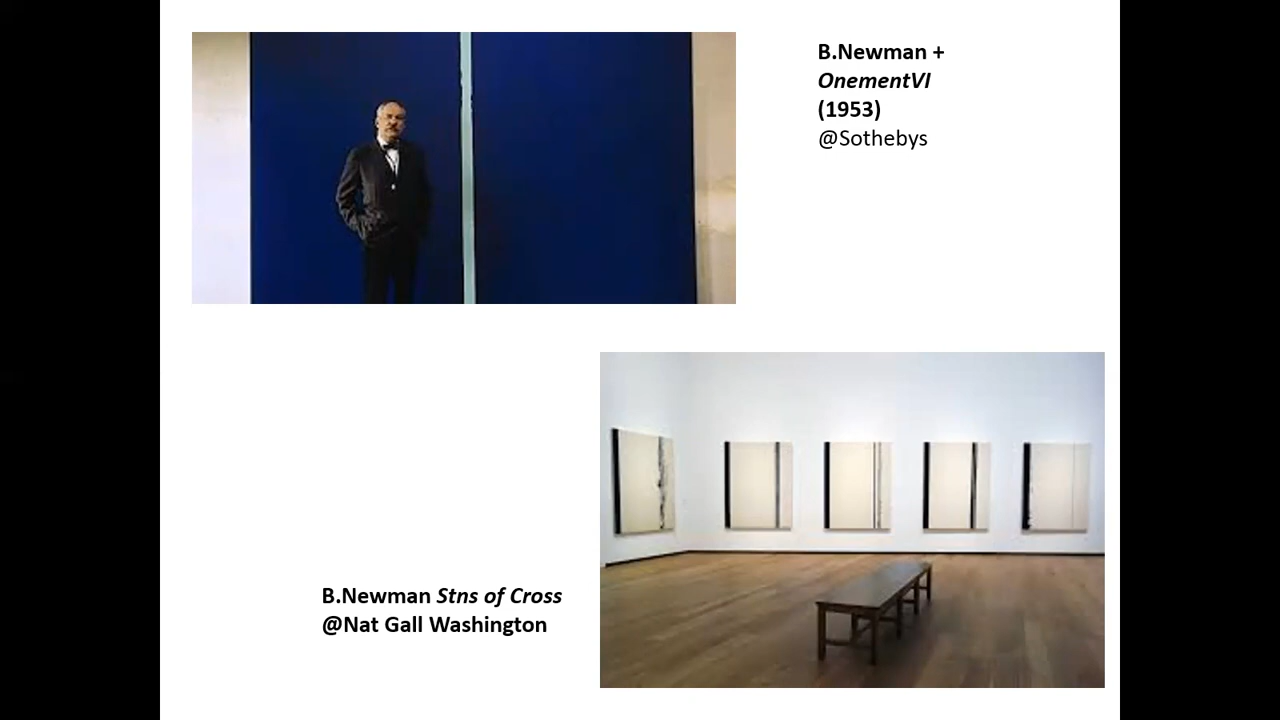 B.Newman +
OnementVI
(1953)
@Sothebys
B.Newman Stns of Cross
@Nat Gall Washington